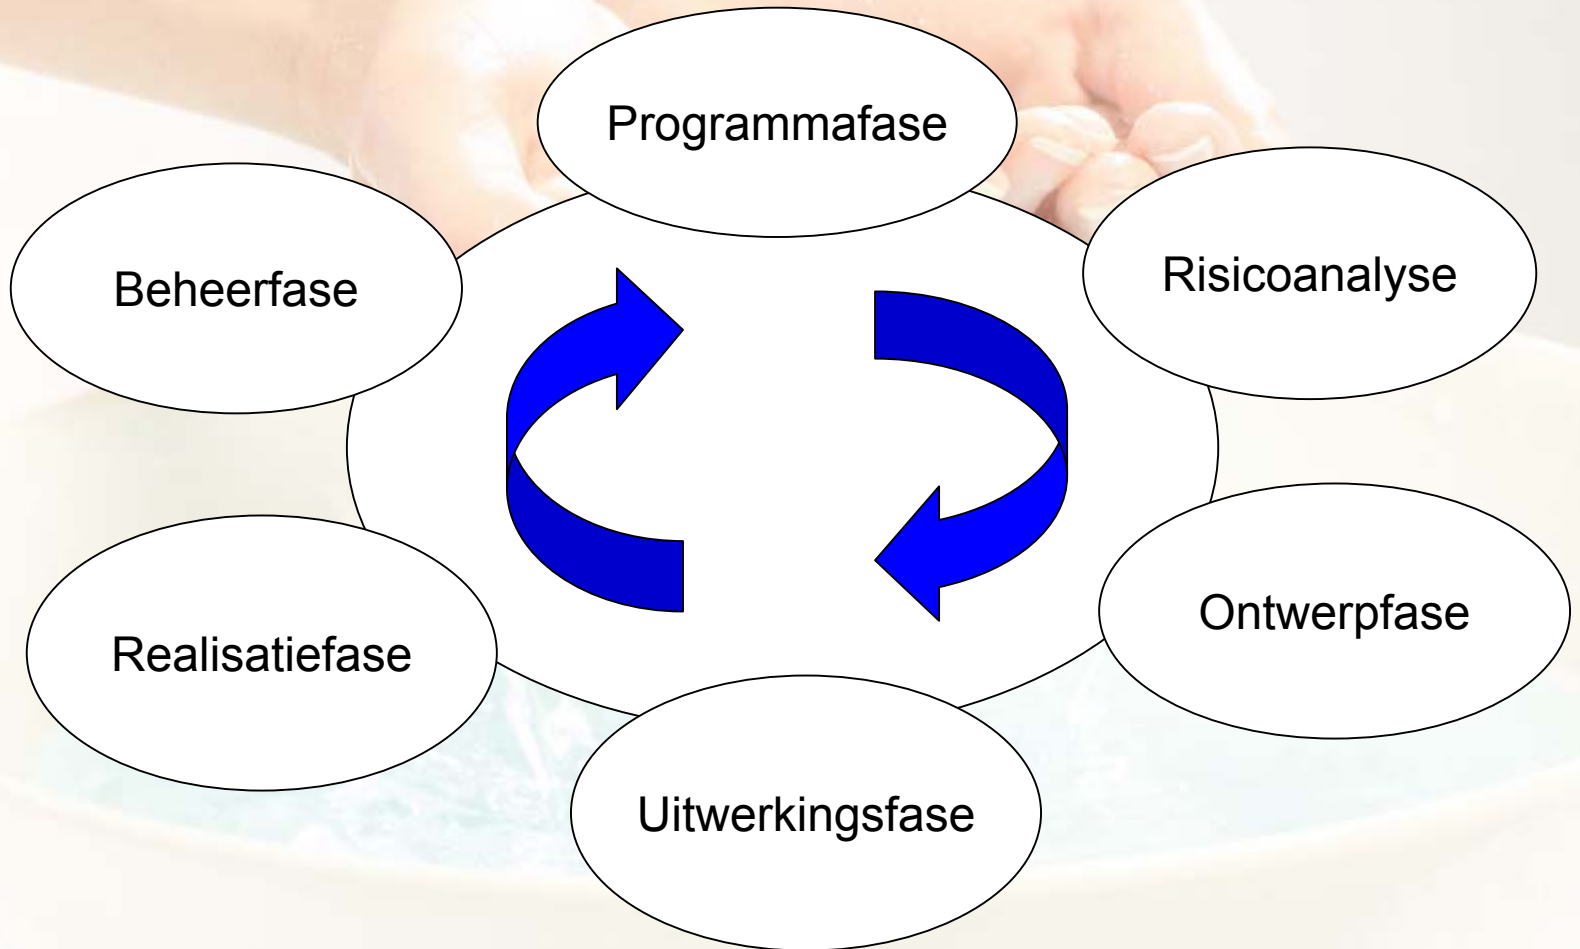 Programmafase
Risicoanalyse
Beheerfase
Ontwerpfase
Realisatiefase
Uitwerkingsfase